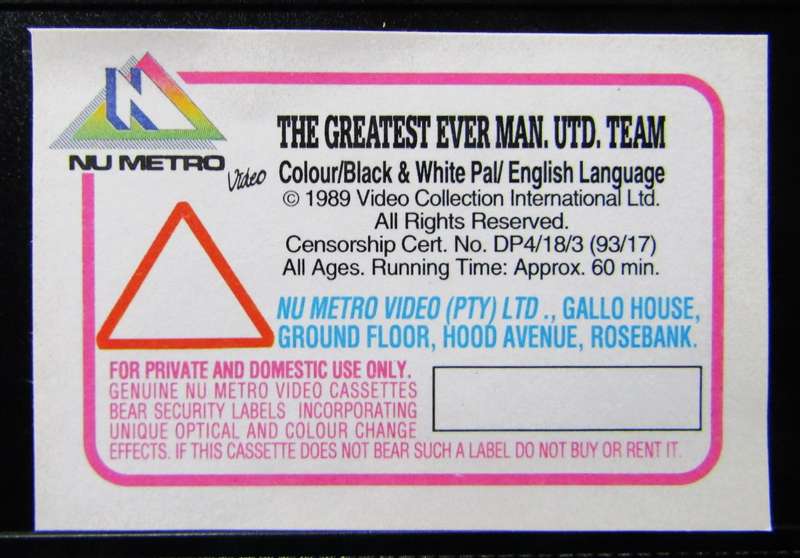 N
NU METRO
Video
THE GREATEST EVER MAN. UTD. TEAM
Colour/Black & White Pal/ English Language
© 1989 Video Collection International Ltd.
All Rights Reserved.
Censorship Cert. No. DP4/18/3 (93/17)
All Ages. Running Time: Approx. 60 min.
NU METRO VIDEO (PTY) LTD ., GALLO HOUSE,
GROUND FLOOR, HOOD AVENUE, ROSEBANK.
FOR PRIVATE AND DOMESTIC USE ONLY.
GENUINE NU METRO VIDEO CASSETTES
BEAR SECURITY LABELS INCORPORATING
UNIQUE OPTICAL AND COLOUR CHANGE
EFFECTS. IF THIS CASSETTE DOES NOT BEAR SUCH A LABEL DO NOT BUY OR RENT IT.